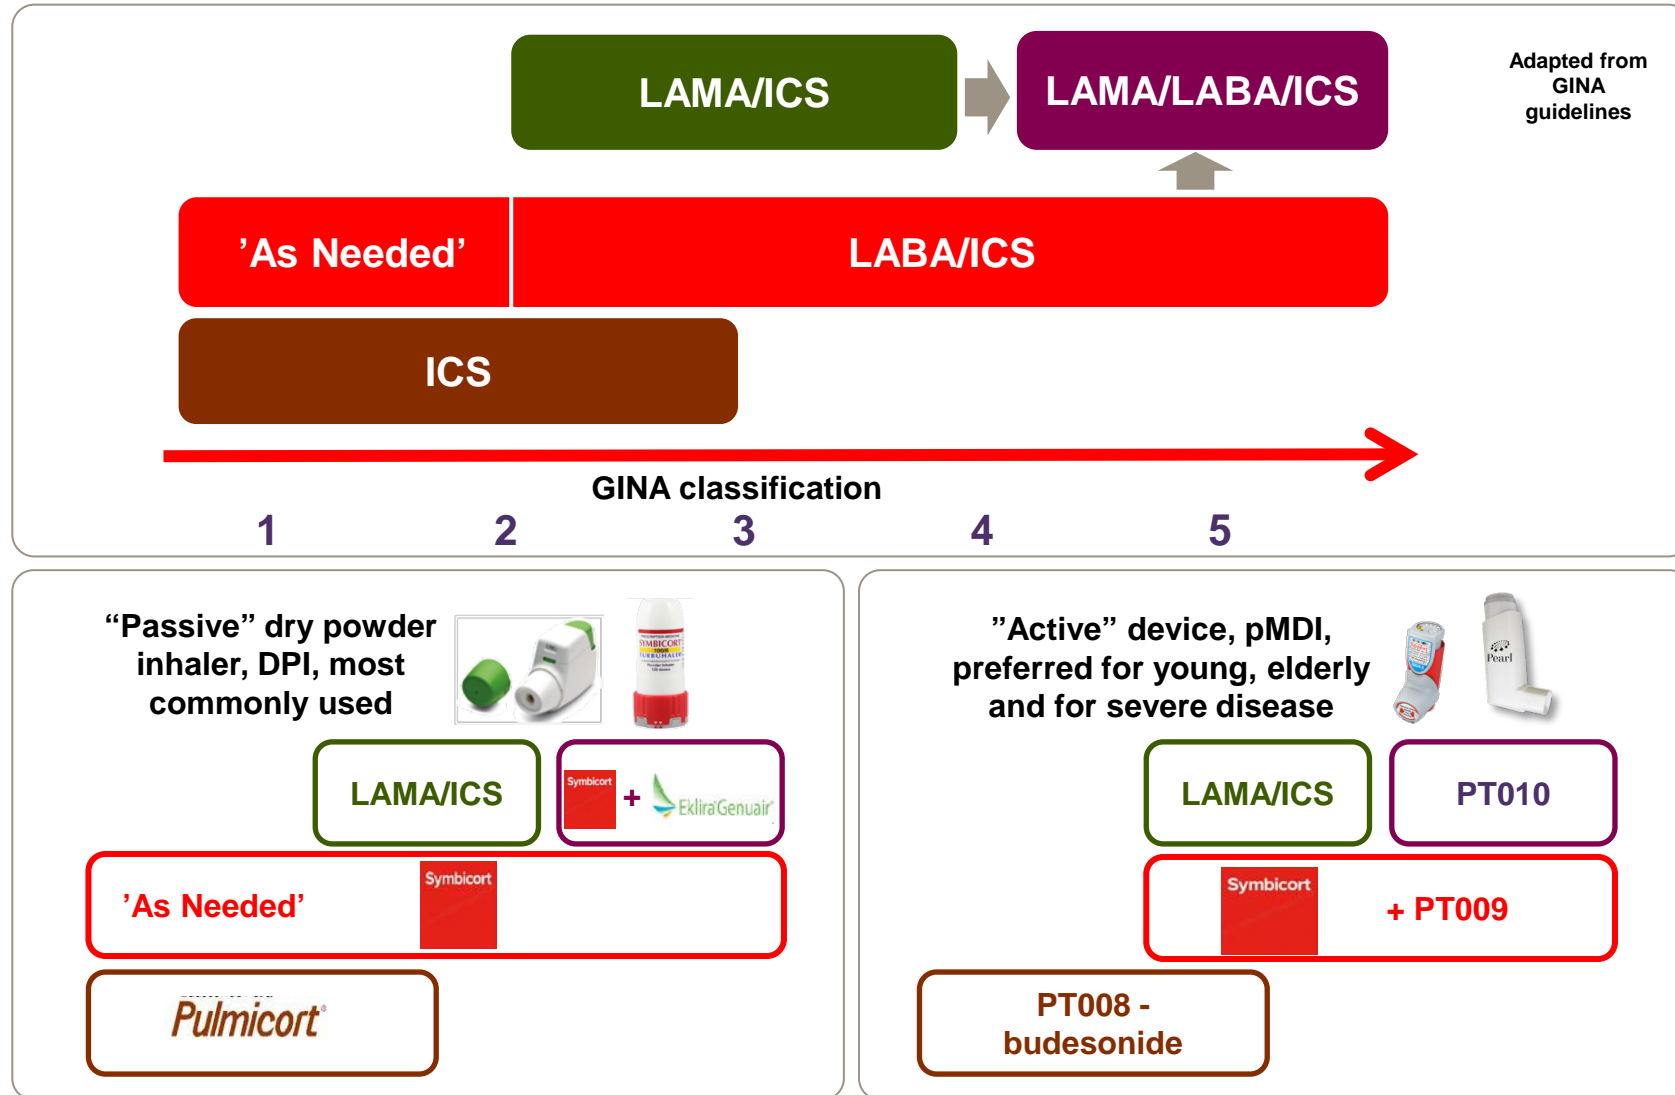 LAMA/ICS
LAMA/LABA/ICS
Adapted from
GINA
guidelines
’As Needed’
LABA/ICS
ICS
GINA classification
1 2 3 4 5
“Passive” dry powder
inhaler, DPI, most
commonly used
SYMBICORT
TURBUHALER
LAMA/ICS
Symbicort
+
Eklira Genuair
’As Needed’
Symbicort
Pulmicort®
”Active” device, pMDI,
preferred for young, elderly
and for severe disease
Pearl
LAMA/ICS
PT010
Symbicort
+ PT009
PT008 -
budesonide